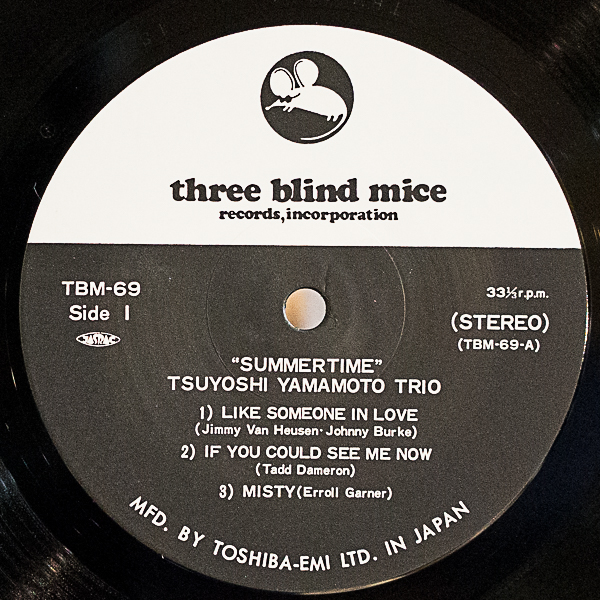 three blind mice
records, incorporation
TBM-69
33⅓ r.p.m.
Side 1
(STEREO)
JASRAC
(TBM-69-A)
"SUMMERTIME"
TSUYOSHI YAMAMOTO TRIO
1) LIKE SOMEONE IN LOVE
(Jimmy Van Heusen·Johnny Burke)
2) IF YOU COULD SEE ME NOW
(Tadd Dameron)
3) MISTY (Erroll Garner)
MFD. BY TOSHIBA-EMI LTD. IN JAPAN